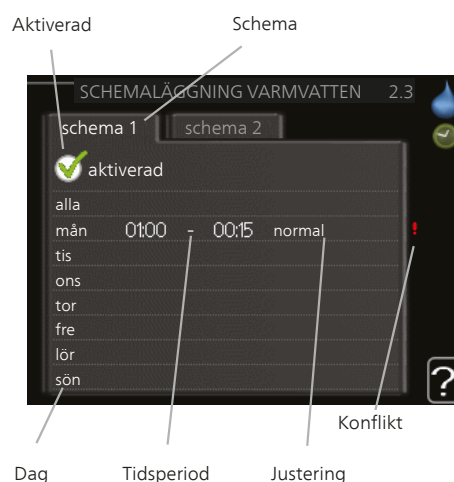 Aktiverad Schema
SCHEMALÄGGNING VARMVATTEN 2.3
schema 1 schema 2
aktiverad
alla
mån 01:00 - 00:15 normal !
tis
ons
tor
fre
lör
sön ?
Konflikt
Dag Tidsperiod Justering